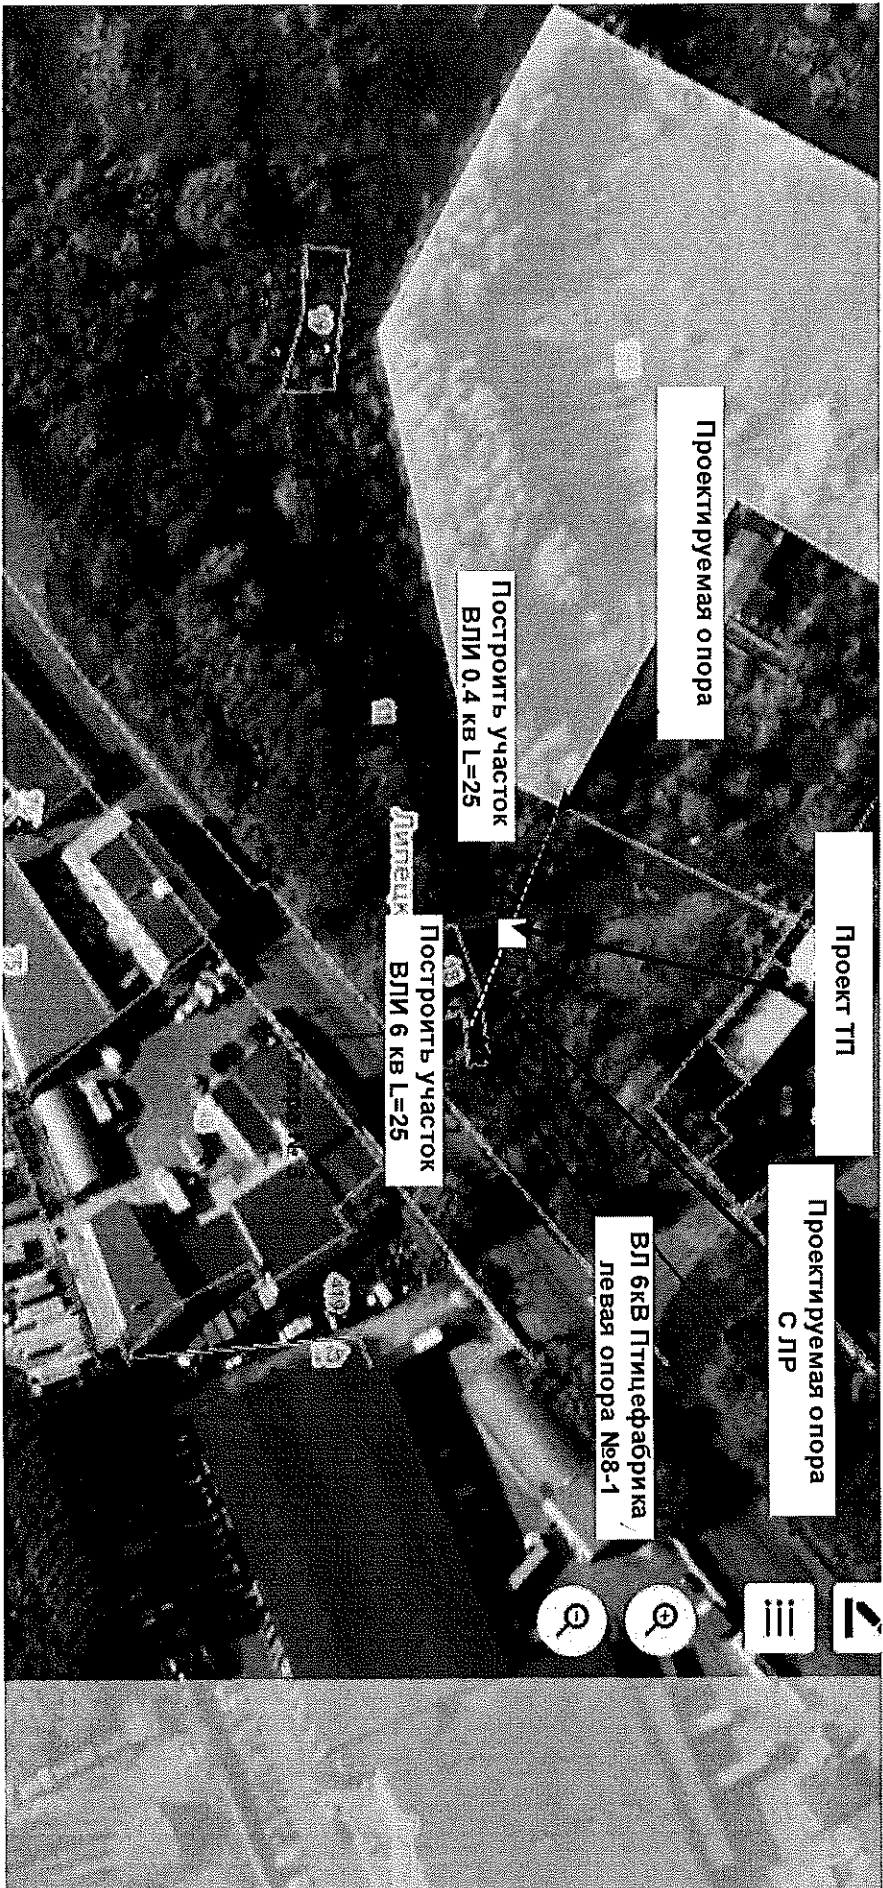 Проект ТП
Проектируемая опора
С ЛР
Проектируемая опора
ВЛ 6кВ Птицефабрика /
левая опора №8-1
Построить участок
ВЛИ 0.4 кв L=25
Построить участок
ВЛИ 6 кв L=25
Липецк